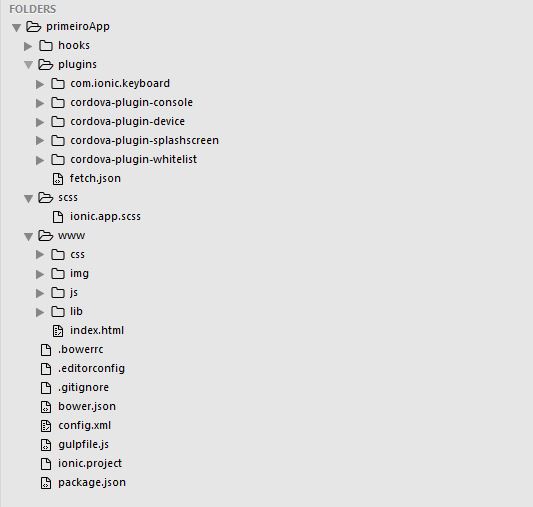 FOLDERS
primeiroApp
hooks
plugins
com.ionic.keyboard
cordova-plugin-console
cordova-plugin-device
cordova-plugin-splashscreen
cordova-plugin-whitelist
fetch.json
scss
ionic.app.scss
www
css
img
js
lib
index.html
.bowerrc
.editorconfig
.gitignore
bower.json
config.xml
gulpfile.js
ionic.project
package.json